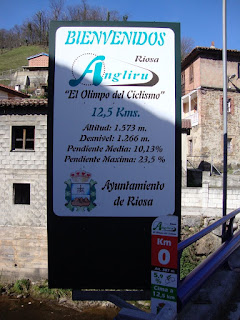 BIENVENIDOS
Riosa
Angliru
"El Olimpo del Ciclismo"
12,5 Kms.
Altitud: 1.573 m.
Desnivel: 1.266 m.
Pendiente Media: 10,13%
Pendiente Maxima: 23,5 %
Ayuntamiento
de Riosa
Km
0